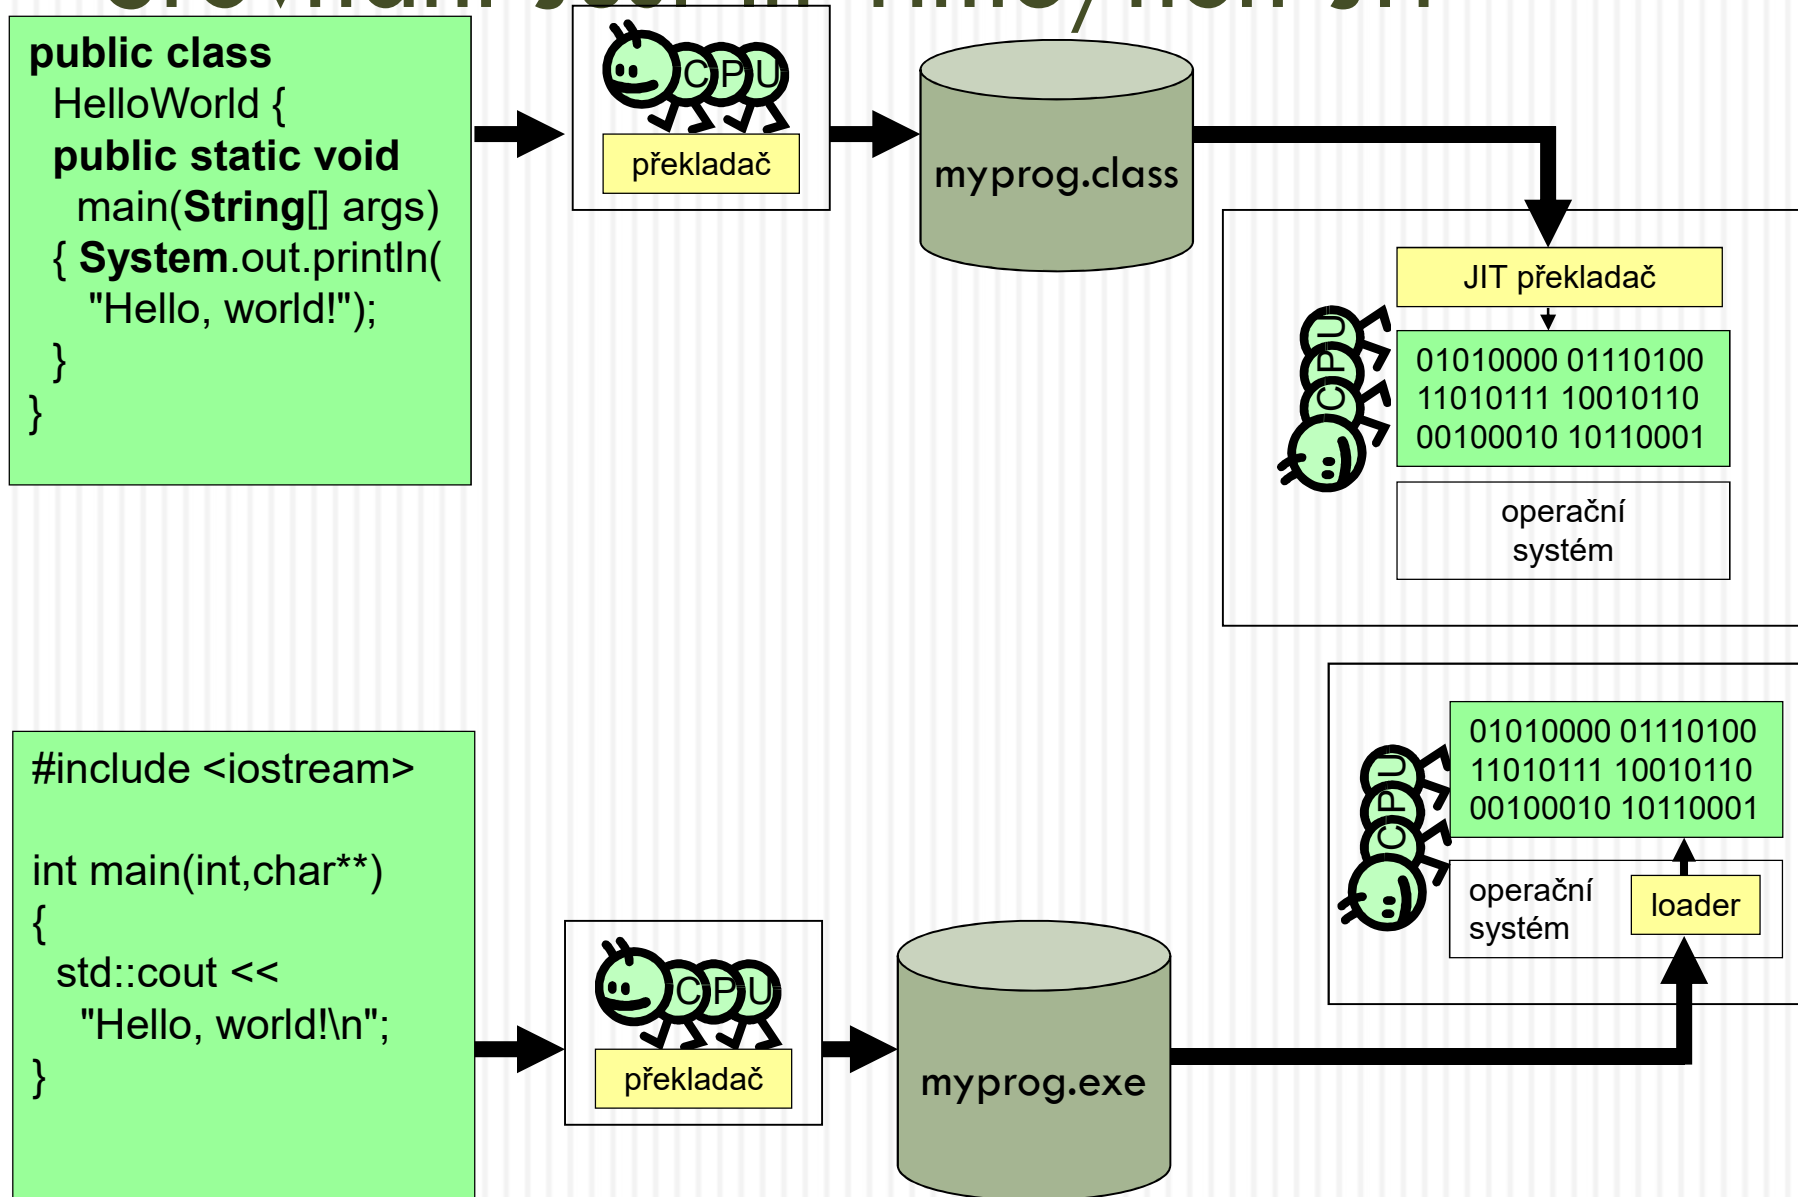 public class
HelloWorld {
public static void
main(String[] args)
{ System.out.println(
"Hello, world!");
}
}
CPU
překladač
myprog.class
JIT překladač
CPU
01010000 01110100
11010111 10010110
00100010 10110001
operační
systém
#include <iostream>
int main(int,char**)
{
std::cout <<
"Hello, world!\n";
}
CPU
překladač
myprog.exe
CPU
01010000 01110100
11010111 10010110
00100010 10110001
operační
systém
loader